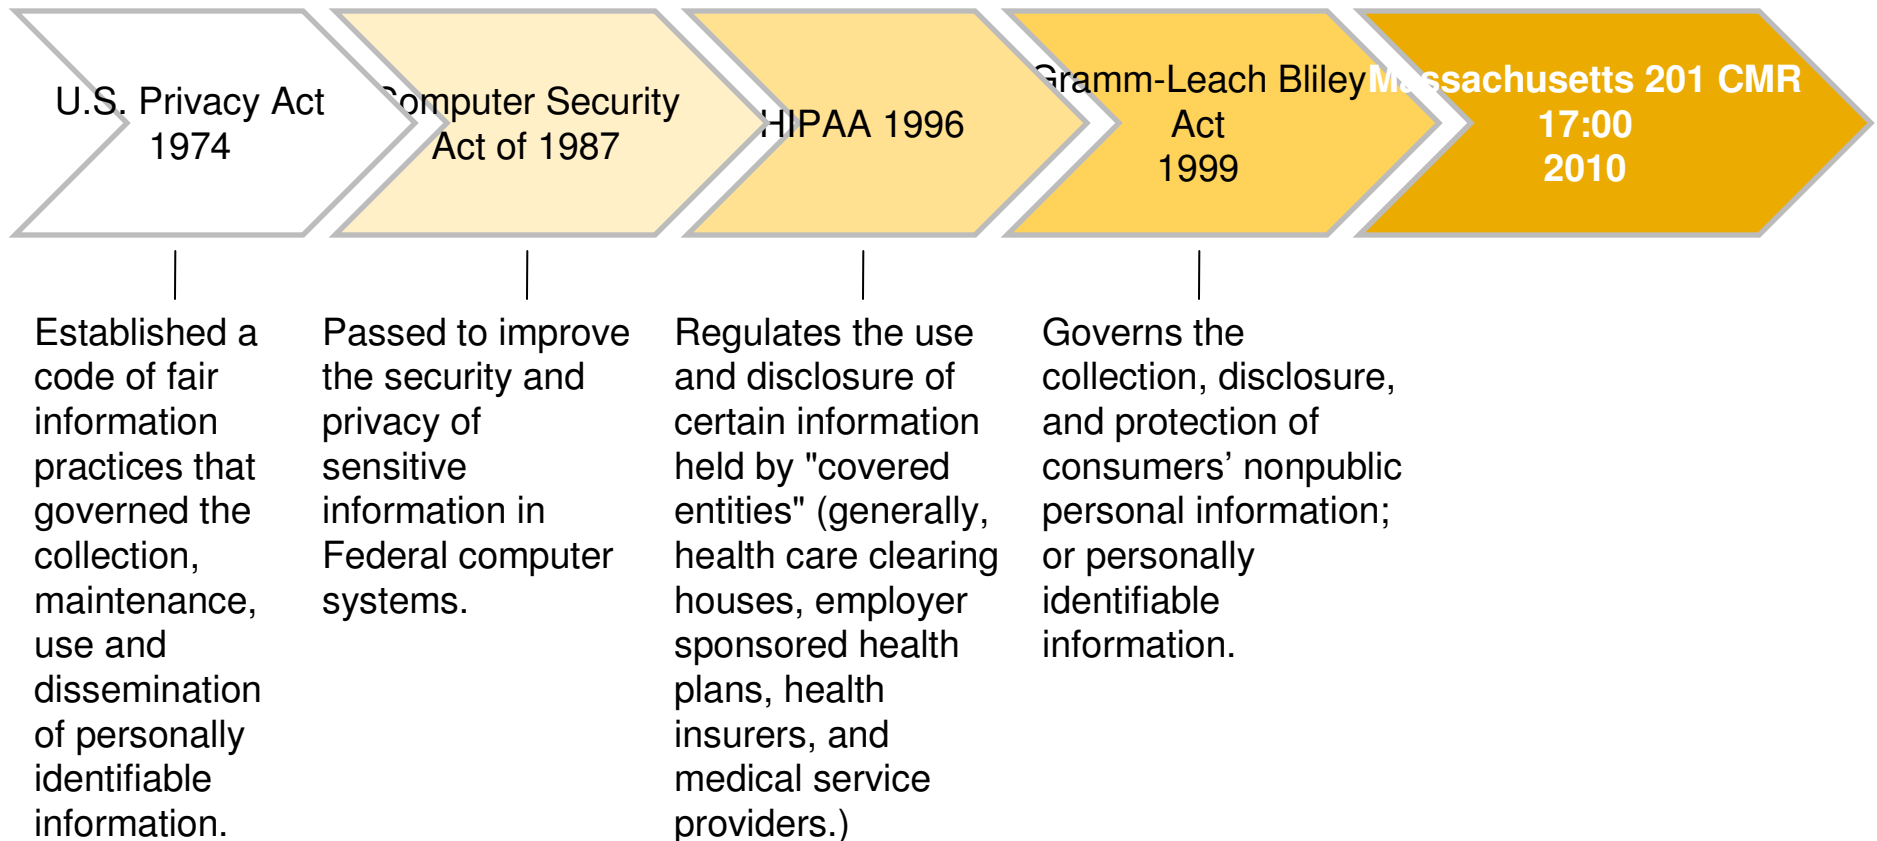 U.S. Privacy Act
1974
Computer Security
Act of 1987
HIPAA 1996
Gramm-Leach Bliley
Act
1999
Massachusetts 201 CMR
17:00
2010
Established a
code of fair
information
practices that
governed the
collection,
maintenance,
use and
dissemination
of personally
identifiable
information.
Passed to improve
the security and
privacy of
sensitive
information in
Federal computer
systems.
Regulates the use
and disclosure of
certain information
held by "covered
entities" (generally,
health care clearing
houses, employer
sponsored health
plans, health
insurers, and
medical service
providers.)
Governs the
collection, disclosure,
and protection of
consumers’ nonpublic
personal information;
or personally
identifiable
information.